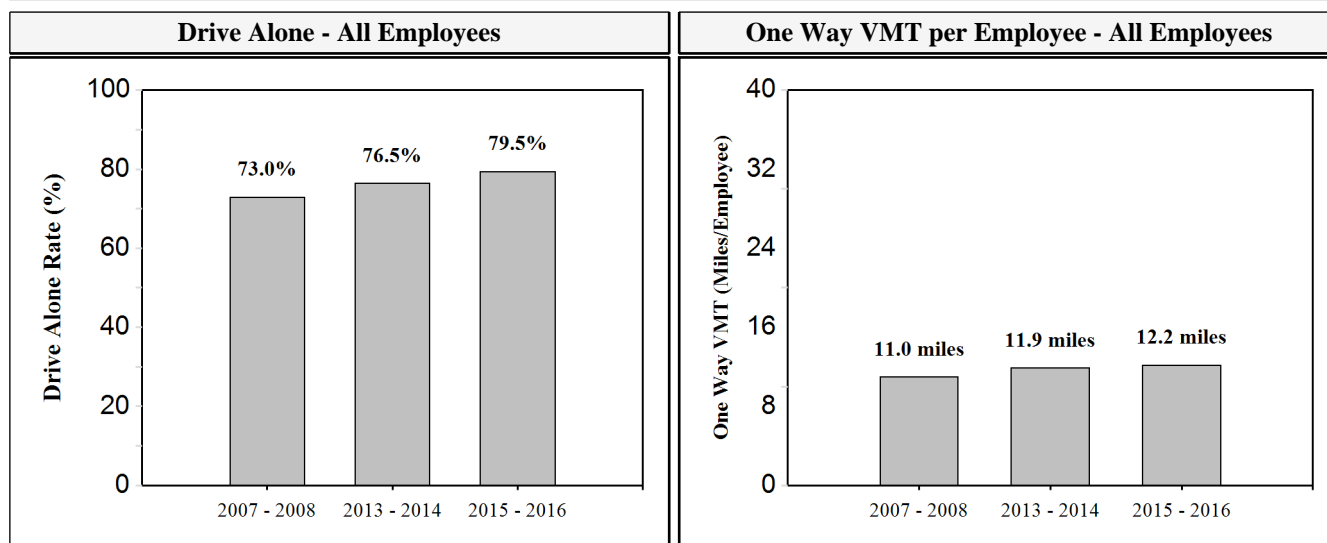 Drive Alone - All Employees
100
80
60
40
20
0
Drive Alone Rate (%)
73.0%
76.5%
79.5%
2007 - 2008
2013 - 2014
2015 - 2016
One Way VMT per Employee - All Employees
40
32
24
16
8
0
One Way VMT (Miles/Employee)
11.0 miles
11.9 miles
12.2 miles
2007 - 2008
2013 - 2014
2015 - 2016